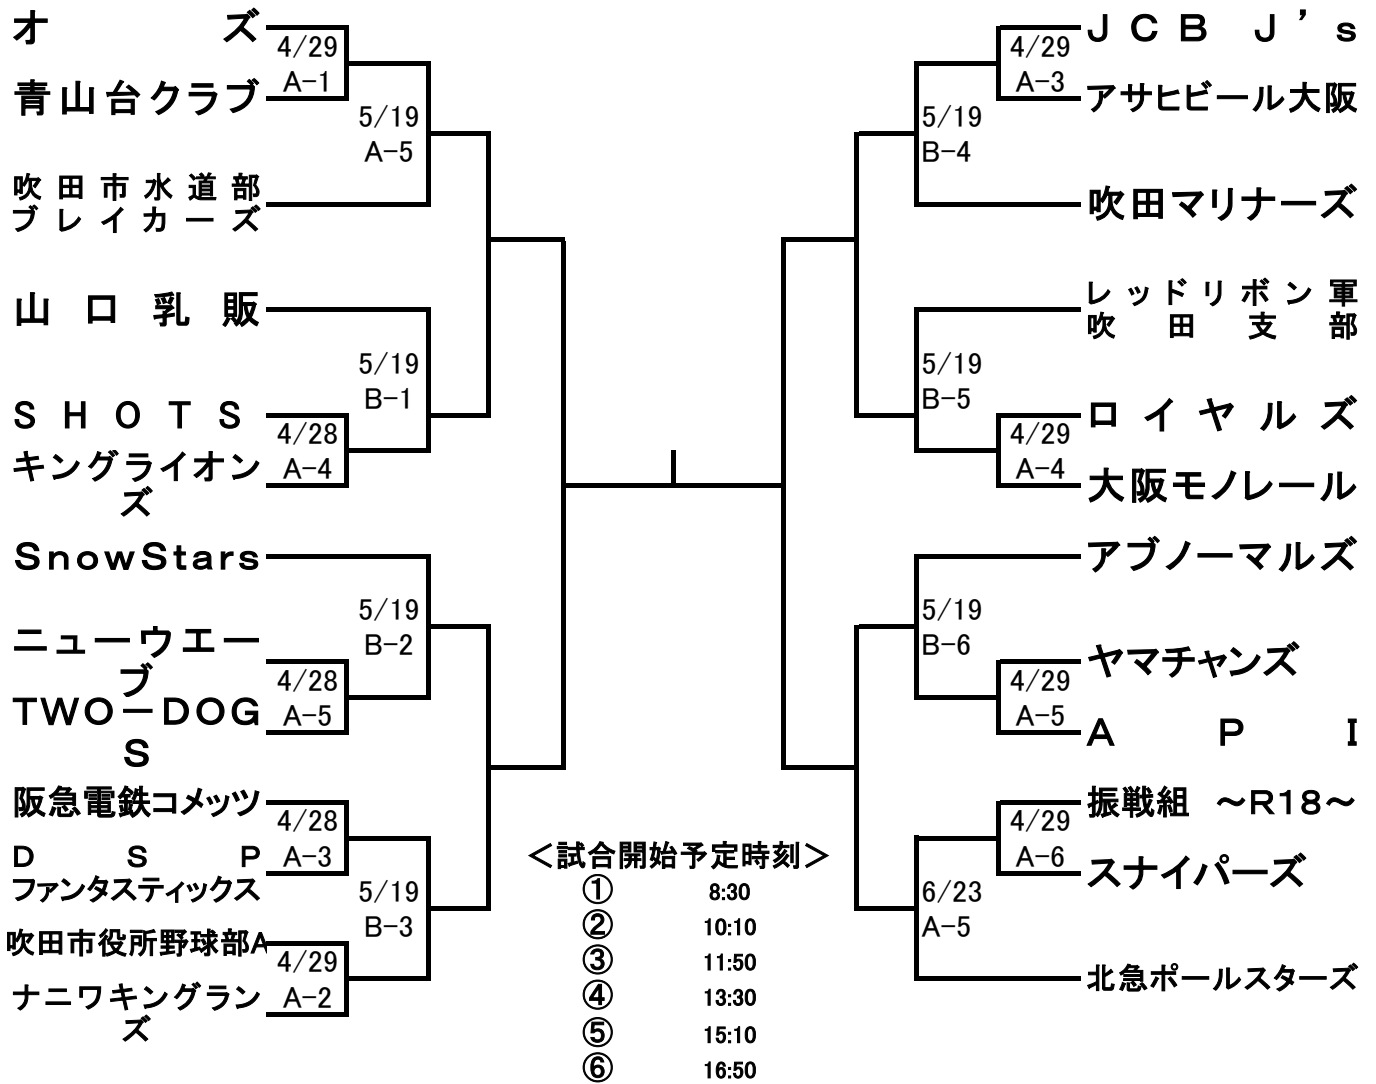 オズ
4/29
A-1
青山台クラブ
5/19
A-5
吹田市水道部
ブレイカーズ
山口乳販
5/19
B-1
SHOTS
4/28
A-4
キングライオン
ズ
SnowStars
5/19
B-2
ニューウエー
ブ
4/28
A-5
TWO－DOG
S
阪急電鉄コメッツ
4/28
A-3
DSP
ファンタスティックス
5/19
B-3
吹田市役所野球部A
4/29
A-2
ナニワキングラン
ズ
JCB J's
4/29
A-3
アサヒビール大阪
5/19
B-4
吹田マリナーズ
レッドリボン軍
吹田支部
5/19
B-5
ロイヤルズ
4/29
A-4
大阪モノレール
アブノーマルズ
5/19
B-6
ヤマチャンズ
4/29
A-5
API
振戦組 ～R18～
4/29
A-6
スナイパーズ
6/23
A-5
北急ポールスターズ
＜試合開始予定時刻＞
① 8:30
② 10:10
③ 11:50
④ 13:30
⑤ 15:10
⑥ 16:50